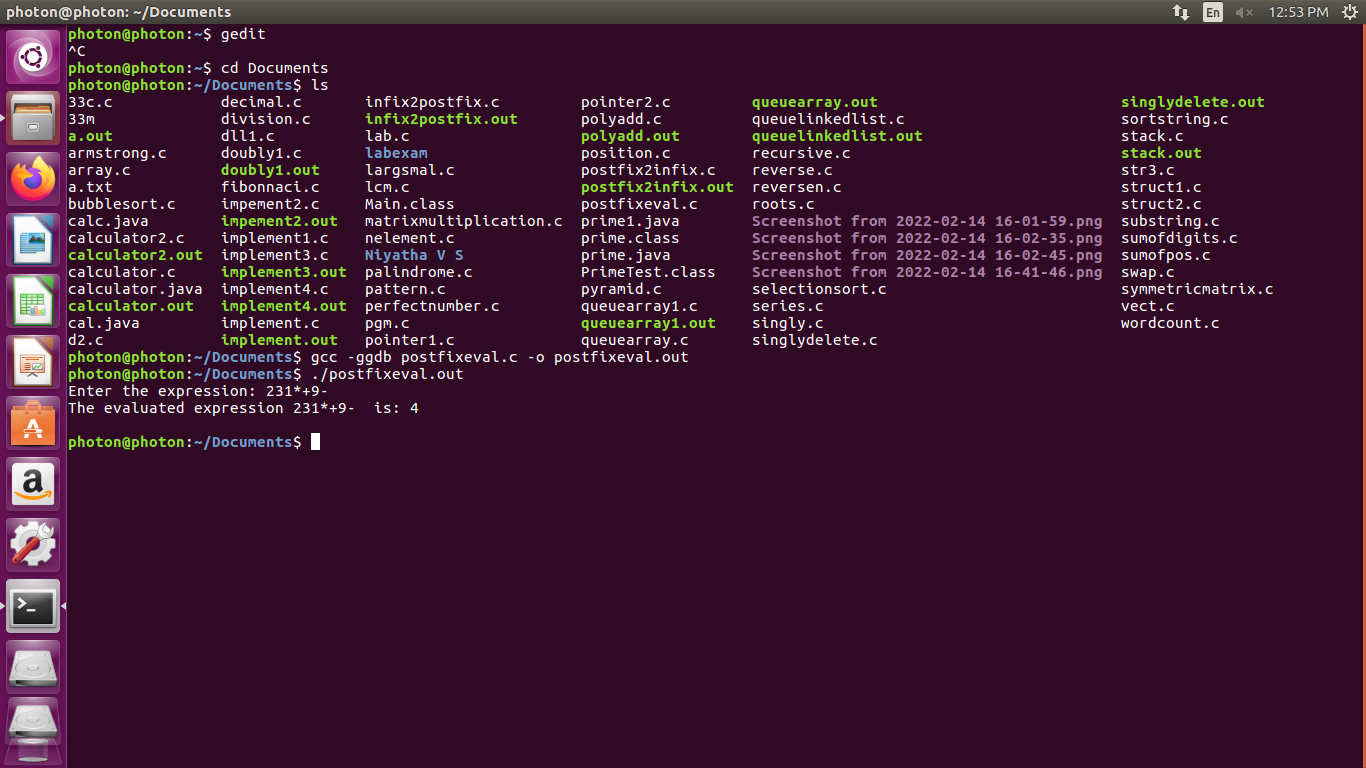 photon@photon: ~/Documents En 12:53 PM
photon@photon:~$ gedit
^C
photon@photon:~$ cd Documents
photon@photon:~/Documents$ ls
33c.c decimal.c infix2postfix.c pointer2.c queuearray.out singlydelete.out
33m division.c infix2postfix.out polyadd.c queuelinkedlist.c sortstring.c
a.out dll1.c lab.c polyadd.out queuelinkedlist.out stack.c
armstrong.c doubly1.c labexam position.c recursive.c stack.out
array.c doubly1.out largsmal.c postfix2infix.c reverse.c str3.c
a.txt fibonnaci.c lcm.c postfix2infix.out reversen.c struct1.c
bubblesort.c impement2.c Main.class postfixeval.c roots.c struct2.c
calc.java impement2.out matrixmultiplication.c prime1.java Screenshot from 2022-02-14 16-01-59.png substring.c
calculator2.c implement1.c nelement.c prime.class Screenshot from 2022-02-14 16-02-35.png sumofdigits.c
calculator2.out implement3.c Niyatha V S prime.java Screenshot from 2022-02-14 16-02-45.png sumofpos.c
calculator.c implement3.out palindrome.c PrimeTest.class Screenshot from 2022-02-14 16-41-46.png swap.c
calculator.java implement4.c pattern.c pyramid.c selectionsort.c symmetricmatrix.c
calculator.out implement4.out perfectnumber.c queuearray1.c series.c vect.c
cal.java implement.c pgm.c queuearray1.out singly.c wordcount.c
d2.c implement.out pointer1.c queuearray.c singlydelete.c
photon@photon:~/Documents$ gcc -ggdb postfixeval.c -o postfixeval.out
photon@photon:~/Documents$ ./postfixeval.out
Enter the expression: 231*+9-
The evaluated expression 231*+9-  is: 4
photon@photon:~/Documents$